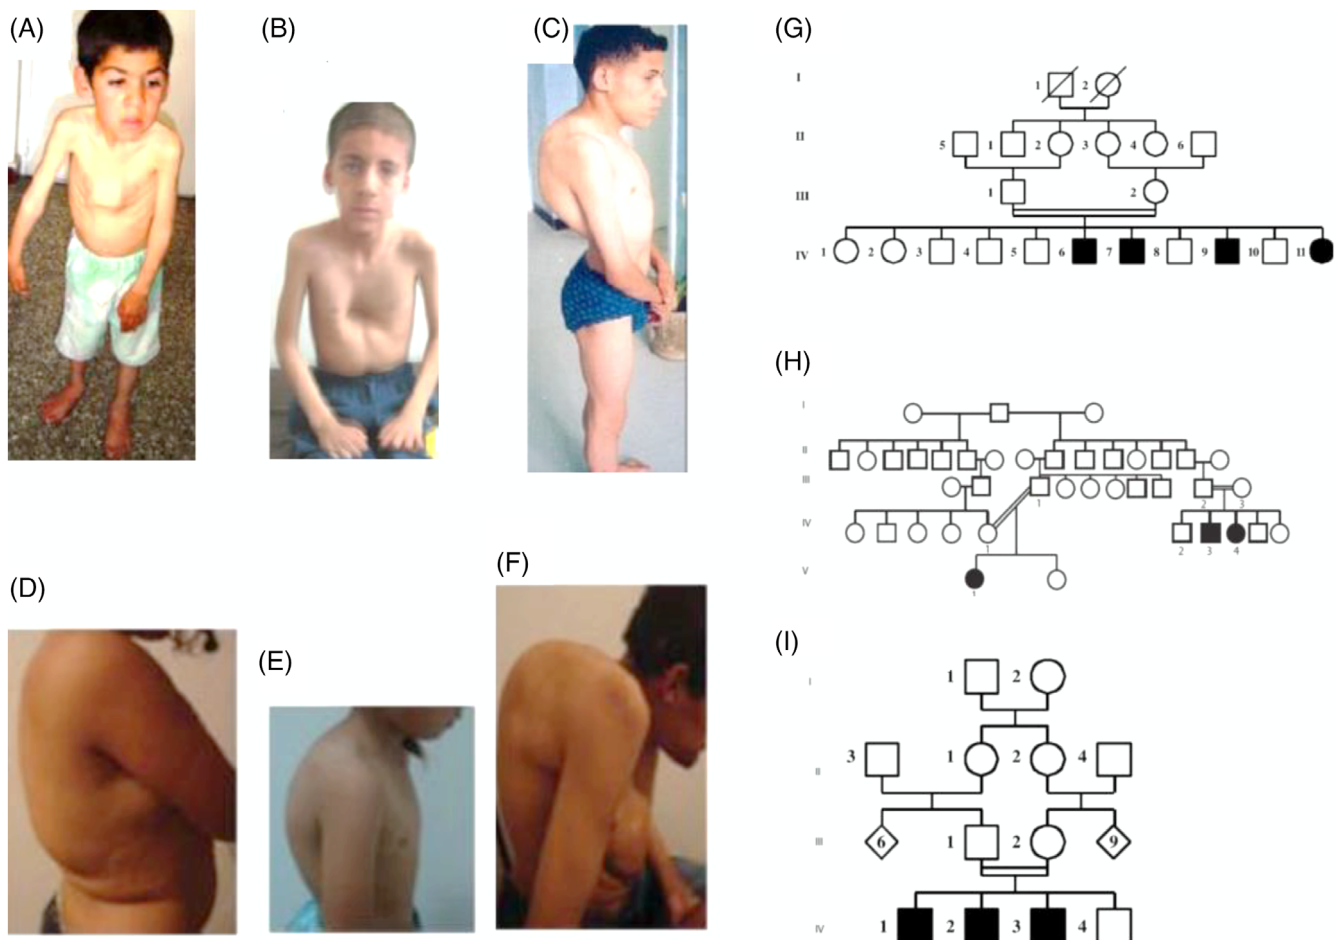 (A)
(B)
(C)
(D)
(E)
(F)
(G)
I
1 2
II
5 1 2 3 4 6
III
1 2
IV
1 2 3 4 5 6 7 8 9 10 11
(H)
I
II
III
1 2 3
IV
1 2 3 4
V
1
(I)
I
1 2
II
3 1 2 4
III
6 1 2 9
IV
1 2 3 4